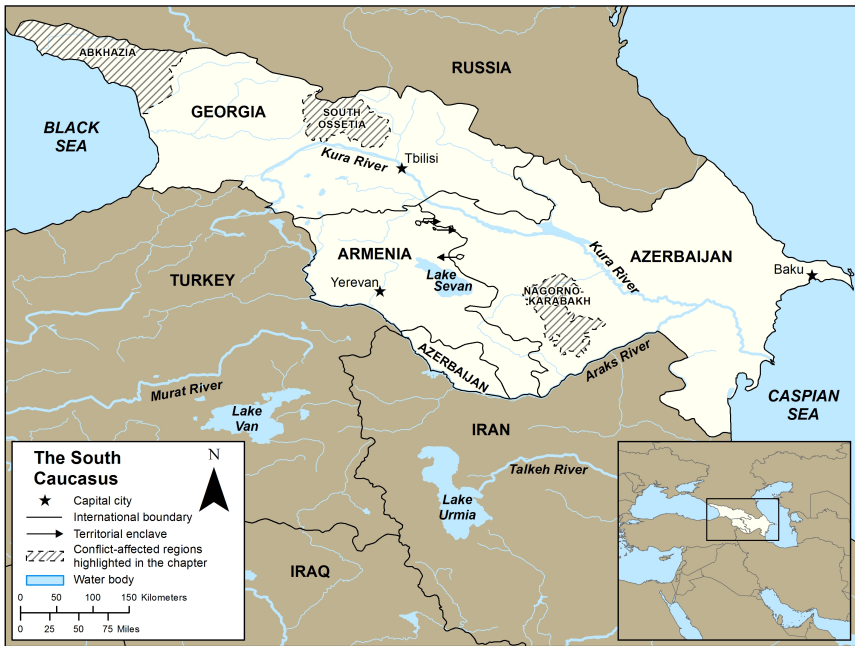 ABKHAZIA
RUSSIA
GEORGIA
SOUTH
OSSETIA
BLACK
SEA
Kura River
Tbilisi
ARMENIA
AZERBAIJAN
Kura River
Baku
TURKEY
Lake
Sevan
Yerevan
NAGORNO-
KARABAKH
AZERBAIJAN
Araks River
Murat River
CASPIAN
SEA
Lake
Van
IRAN
Talkeh River
Lake
Urmia
IRAQ
The South
Caucasus
N
Capital city
International boundary
Territorial enclave
Conflict-affected regions
highlighted in the chapter
Water body
0 50 100 150 Kilometers
0 25 50 75 Miles